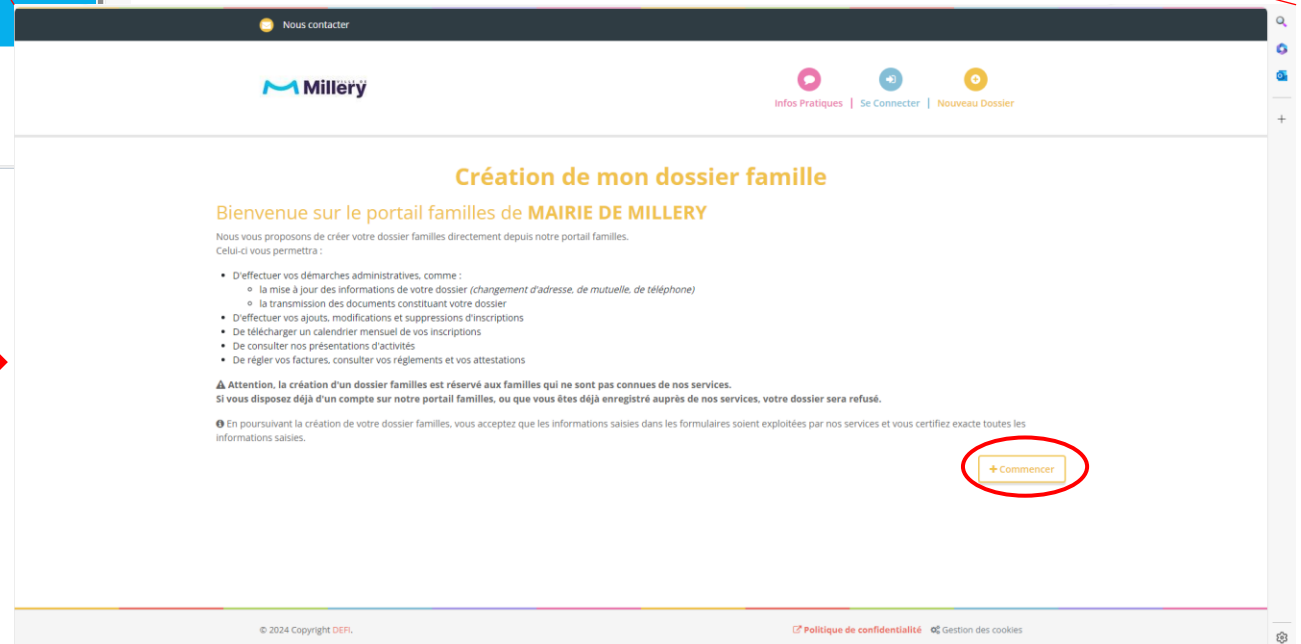 Nous contacter
Millery
Infos Pratiques | Se Connecter | Nouveau Dossier
Création de mon dossier famille
Bienvenue sur le portail familles de MAIRIE DE MILLERY
Nous vous proposons de créer votre dossier familles directement depuis notre portail familles.
Celui-ci vous permettra :
D'effectuer vos démarches administratives, comme :
la mise à jour des informations de votre dossier (changement d'adresse, de mutuelle, de téléphone)
la transmission des documents constituant votre dossier
D'effectuer vos ajouts, modifications et suppressions d'inscriptions
De télécharger un calendrier mensuel de vos inscriptions
De consulter nos présentations d'activités
De régler vos factures, consulter vos réglements et vos attestations
Attention, la création d'un dossier familles est réservé aux familles qui ne sont pas connues de nos services.
Si vous disposez déjà d'un compte sur notre portail familles, ou que vous êtes déjà enregistré auprès de nos services, votre dossier sera refusé.
En poursuivant la création de votre dossier familles, vous acceptez que les informations saisies dans les formulaires soient exploitées par nos services et vous certifiez exacte toutes les
informations saisies.
+ Commencer
© 2024 Copyright DEFI.
Politique de confidentialité Gestion des cookies